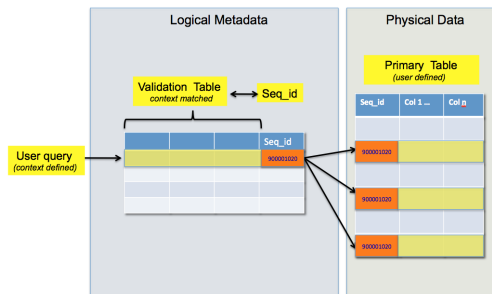 Logical Metadata
Physical Data
Validation Table
context matched
Seq_id
Primary Table
(user defined)
Seq_Id
Col 1 ...
Col n
Seq_Id
User query
(context defined)
900001020
900001020
900001020
900001020